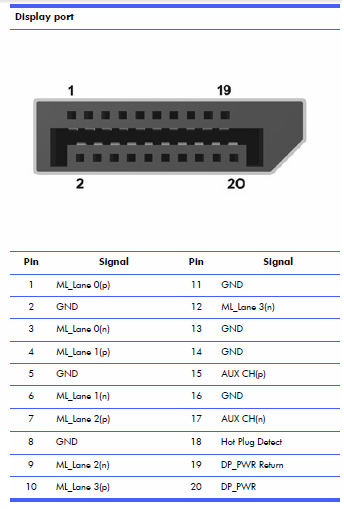 Display port
1 19
2 20
Pin Signal Pin Signal
1 ML_Lane 0(p) 11 GND
2 GND 12 ML_Lane 3(n)
3 ML_Lane 0(n) 13 GND
4 ML_Lane 1(p) 14 GND
5 GND 15 AUX CH(p)
6 ML_Lane 1(n) 16 GND
7 ML_Lane 2(p) 17 AUX CH(n)
8 GND 18 Hot Plug Detect
9 ML_Lane 2(n) 19 DP_PWR Return
10 ML_Lane 3(p) 20 DP_PWR